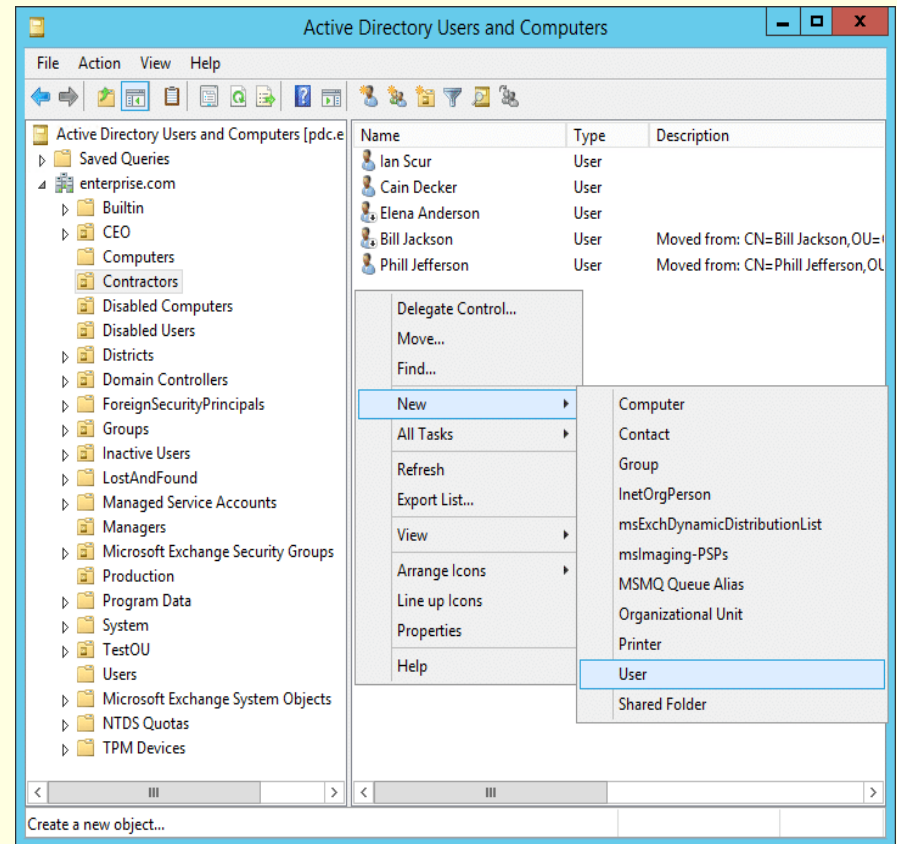 Active Directory Users and Computers
x
File Action View Help
Active Directory Users and Computers [pdc.e
Saved Queries
enterprise.com
Builtin
CEO
Computers
Contractors
Disabled Computers
Disabled Users
Districts
Domain Controllers
ForeignSecurityPrincipals
Groups
Inactive Users
LostAndFound
Managed Service Accounts
Managers
Microsoft Exchange Security Groups
Production
Program Data
System
TestOU
Users
Microsoft Exchange System Objects
NTDS Quotas
TPM Devices
Name Type Description
Ian Scur User
Cain Decker User
Elena Anderson User
Bill Jackson User Moved from: CN=Bill Jackson,OU=
Phill Jefferson User Moved from: CN=Phill Jefferson,OU
Delegate Control...
Move...
Find...
New
All Tasks
Refresh
Export List...
View
Arrange Icons
Line up Icons
Properties
Help
Computer
Contact
Group
InetOrgPerson
msExchDynamicDistributionList
msImaging-PSPs
MSMQ Queue Alias
Organizational Unit
Printer
User
Shared Folder
Create a new object...